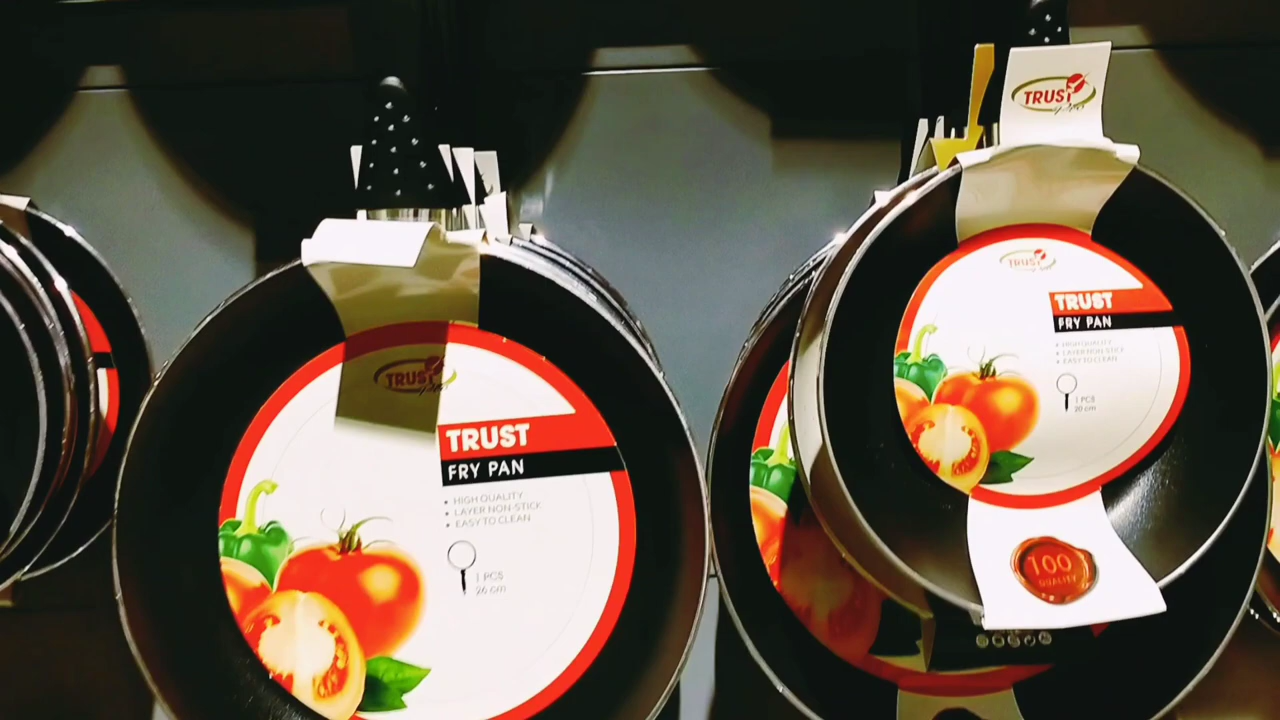 TRUST
TRUST
FRY PAN
• HIGH QUALITY
• LAYER NON-STICK
• EASY TO CLEAN
1 PCS
26 cm
TRUST
TRUST
TRUST
FRY PAN
• HIGH QUALITY
• LAYER NON-STICK
• EASY TO CLEAN
1 PCS
20 cm
100
QUALITY